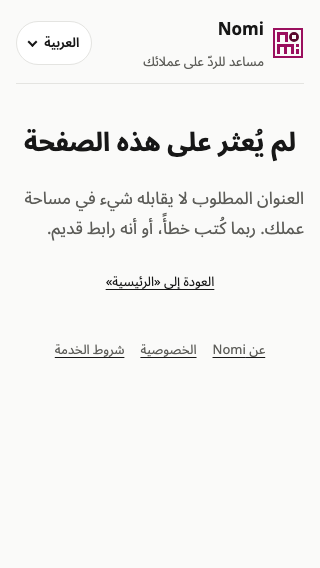 Nomi
مساعد للردّ على عملائك
العربية
لم يُعثر على هذه الصفحة
العنوان المطلوب لا يقابله شيء في مساحة
عملك. ربما كُتب خطأً، أو أنه رابط قديم.
العودة إلى «الرئيسية»
عن Nomi
الخصوصية
شروط الخدمة